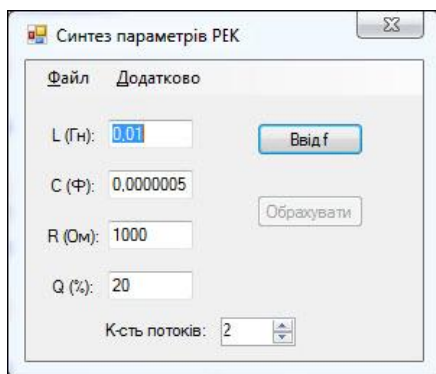 Синтез параметрів РЕК
Файл Додатково
L (Гн): 0,01
Ввід f
C (Ф): 0,0000005
Обрахувати
R (Ом): 1000
Q (%): 20
К-сть потоків: 2